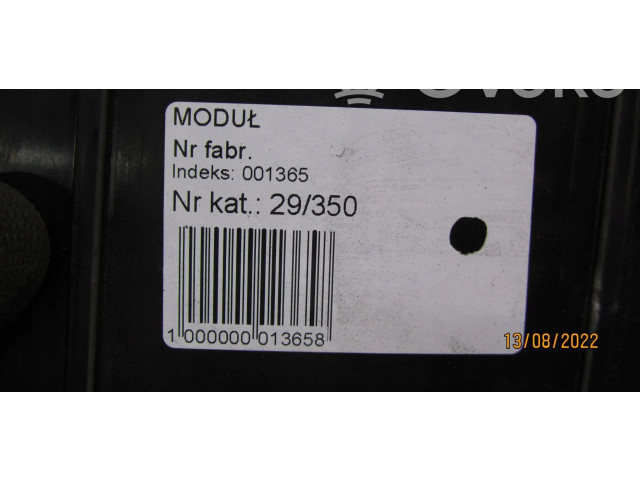 MODUŁ
Nr fabr.
Indeks: 001365
Nr kat.: 29/350
1 000000 013658
13/08/2022